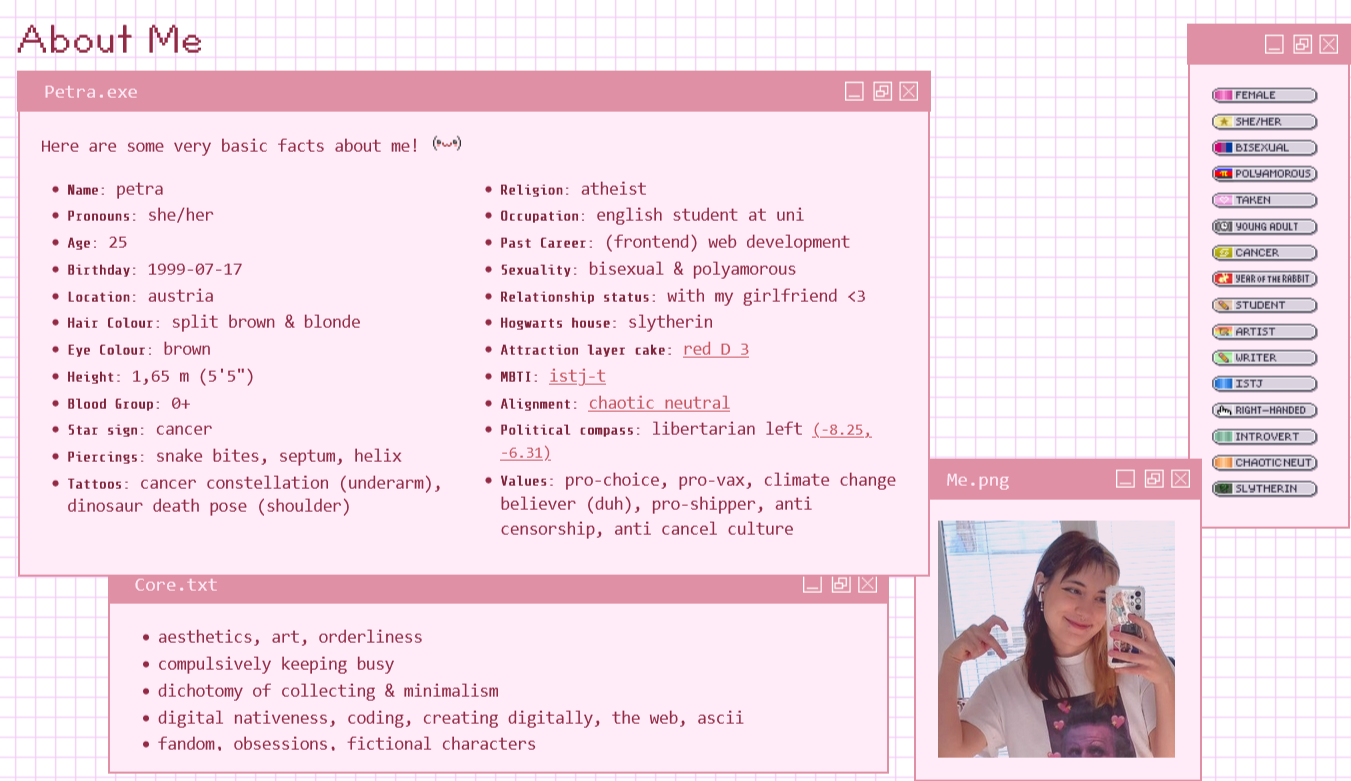 About Me
Petra.exe
Here are some very basic facts about me!
Name: petra
Pronouns: she/her
Age: 25
Birthday: 1999-07-17
Location: austria
Hair Colour: split brown & blonde
Eye Colour: brown
Height: 1,65 m (5'5")
Blood Group: 0+
Star sign: cancer
Piercings: snake bites, septum, helix
Tattoos: cancer constellation (underarm),
dinosaur death pose (shoulder)
Religion: atheist
Occupation: english student at uni
Past Career: (frontend) web development
Sexuality: bisexual & polyamorous
Relationship status: with my girlfriend <3
Hogwarts house: slytherin
Attraction layer cake: red D 3
MBTI: istj-t
Alignment: chaotic neutral
Political compass: libertarian left (-8.25,
-6.31)
Values: pro-choice, pro-vax, climate change
believer (duh), pro-shipper, anti
censorship, anti cancel culture
Core.txt
aesthetics, art, orderliness
compulsively keeping busy
dichotomy of collecting & minimalism
digital nativeness, coding, creating digitally, the web, ascii
fandom, obsessions, fictional characters
Me.png
FEMALE
SHE/HER
BISEXUAL
POLYAMOROUS
TAKEN
YOUNG ADULT
CANCER
YEAR OF THE RABBIT
STUDENT
ARTIST
WRITER
ISTJ
RIGHT-HANDED
INTROVERT
CHAOTIC NEUT
SLYTHERIN